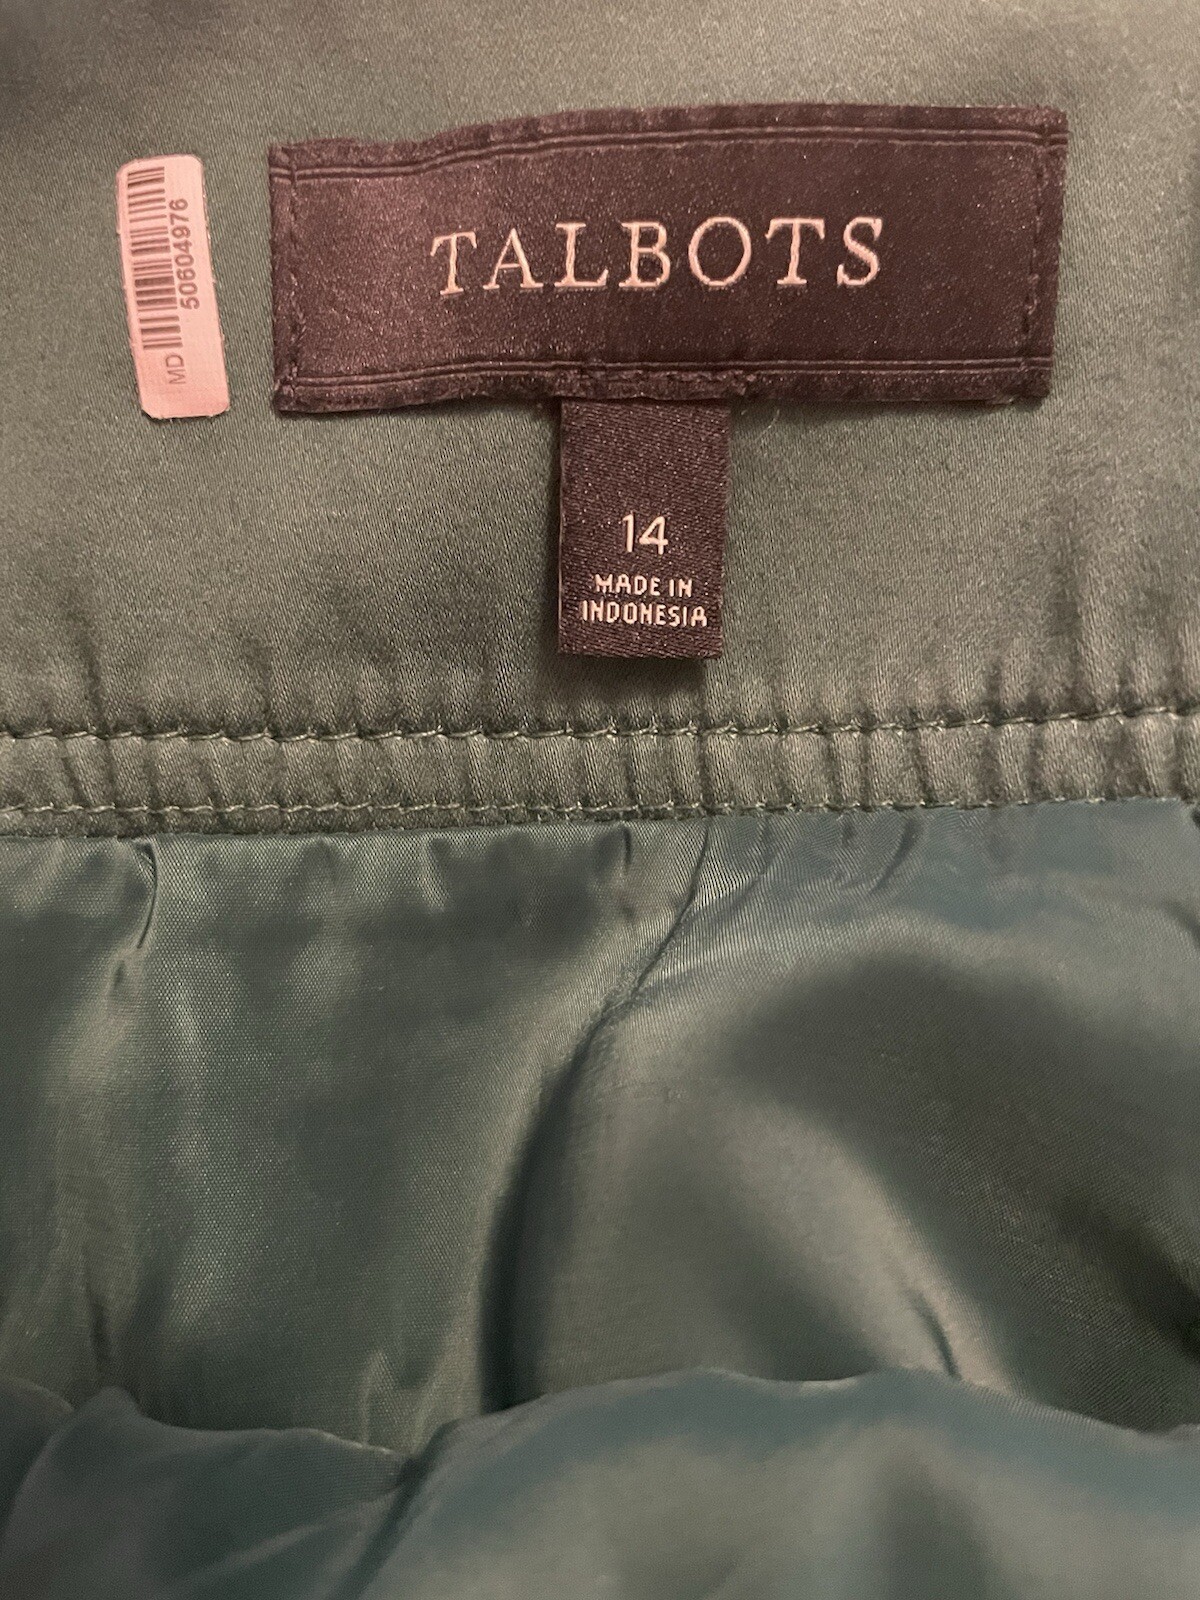 TALBOTS
14
MADE IN
INDONESIA
MD
50604976